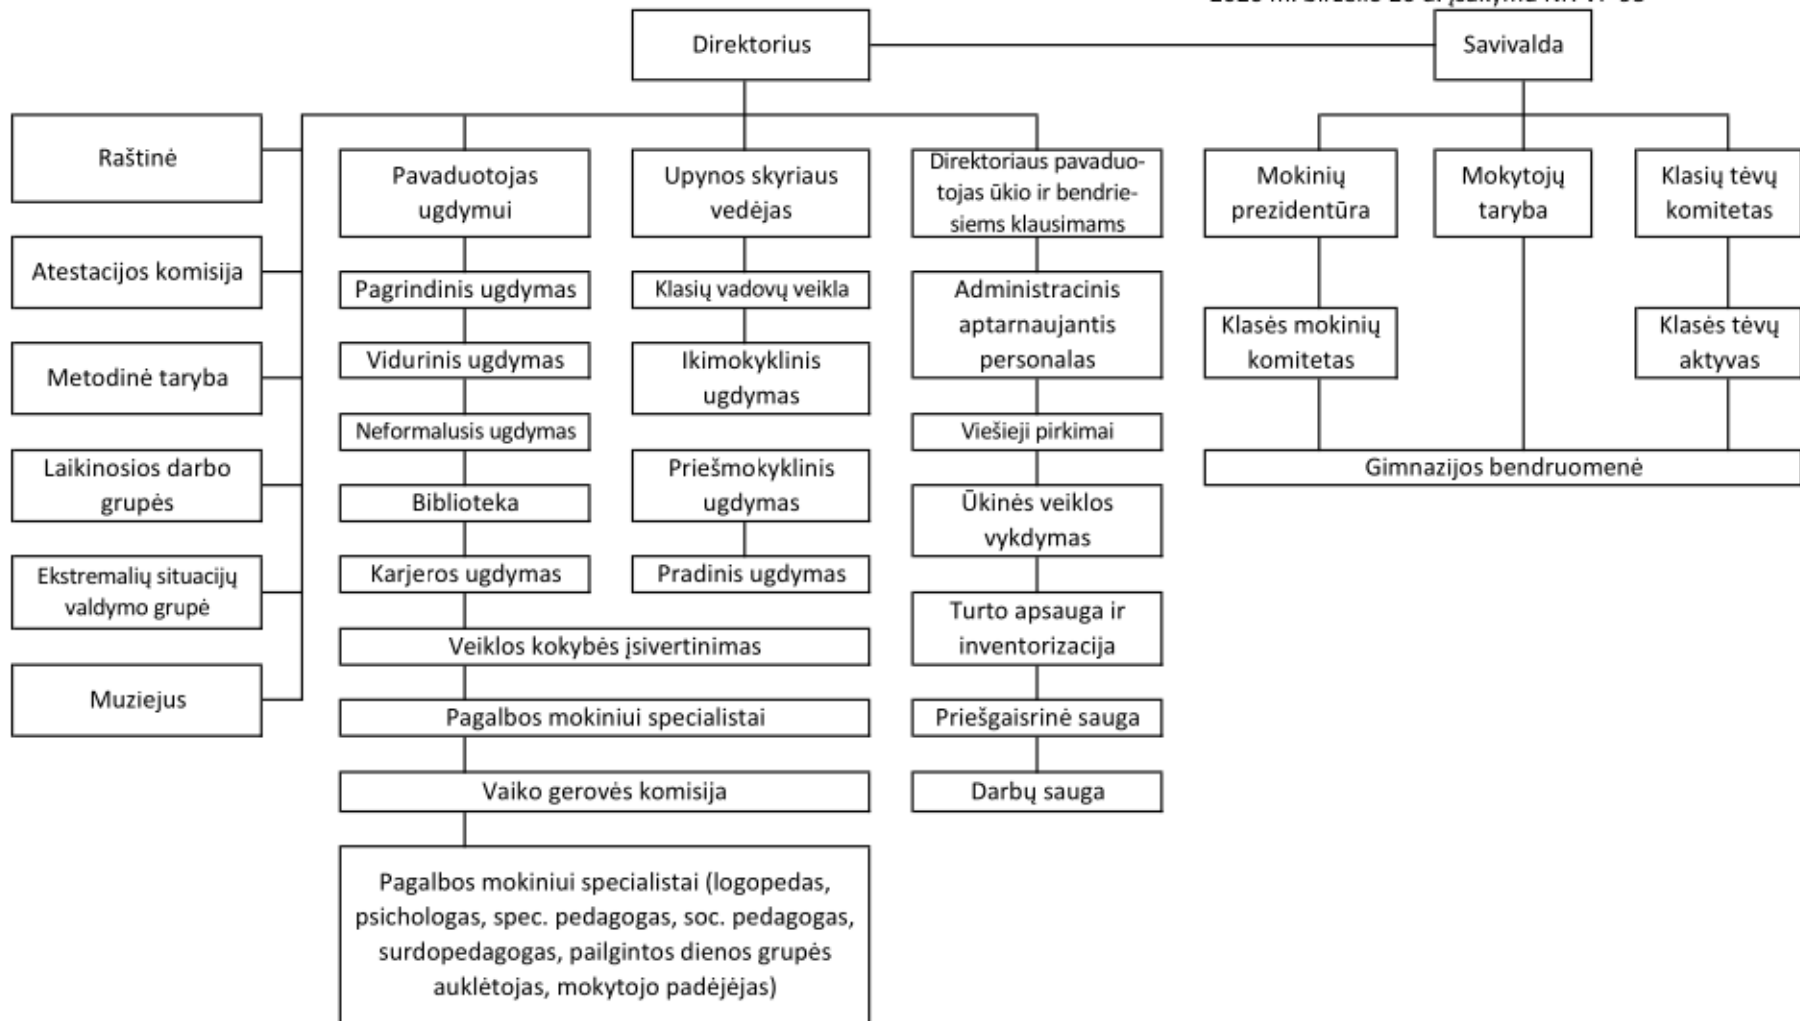 Direktorius
Savivalda
Raštinė
Atestacijos komisija
Metodinė taryba
Laikinosios darbo
grupės
Ekstremalių situacijų
valdymo grupė
Muziejus
Pavaduotojas
ugdymui
Pagrindinis ugdymas
Vidurinis ugdymas
Neformalusis ugdymas
Biblioteka
Karjeros ugdymas
Upynos skyriaus
vedėjas
Klasių vadovų veikla
Ikimokyklinis
ugdymas
Priešmokyklinis
ugdymas
Pradinis ugdymas
Veiklos kokybės įsivertinimas
Pagalbos mokiniui specialistai
Vaiko gerovės komisija
Pagalbos mokiniui specialistai (logopedas,
psichologas, spec. pedagogas, soc. pedagogas,
surdopedagogas, pailgintos dienos grupės
auklėtojas, mokytojo padėjėjas)
Direktoriaus pavaduo-
tojas ūkio ir bendrie-
siems klausimams
Administracinis
aptarnaujantis
personalas
Viešieji pirkimai
Ūkinės veiklos
vykdymas
Turto apsauga ir
inventorizacija
Priešgaisrinė sauga
Darbų sauga
Mokinių
prezidentūra
Klasės mokinių
komitetas
Mokytojų
taryba
Klasių tėvų
komitetas
Klasės tėvų
aktyvas
Gimnazijos bendruomenė